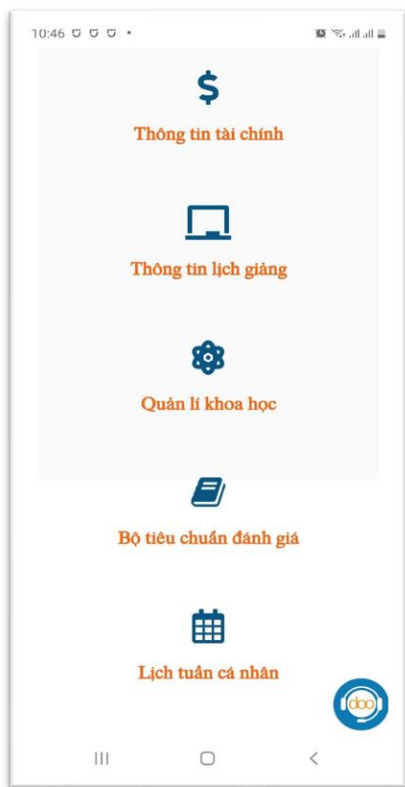 10:46
Thông tin tài chính
Thông tin lịch giảng
Quản lí khoa học
Bộ tiêu chuẩn đánh giá
Lịch tuần cá nhân
doo